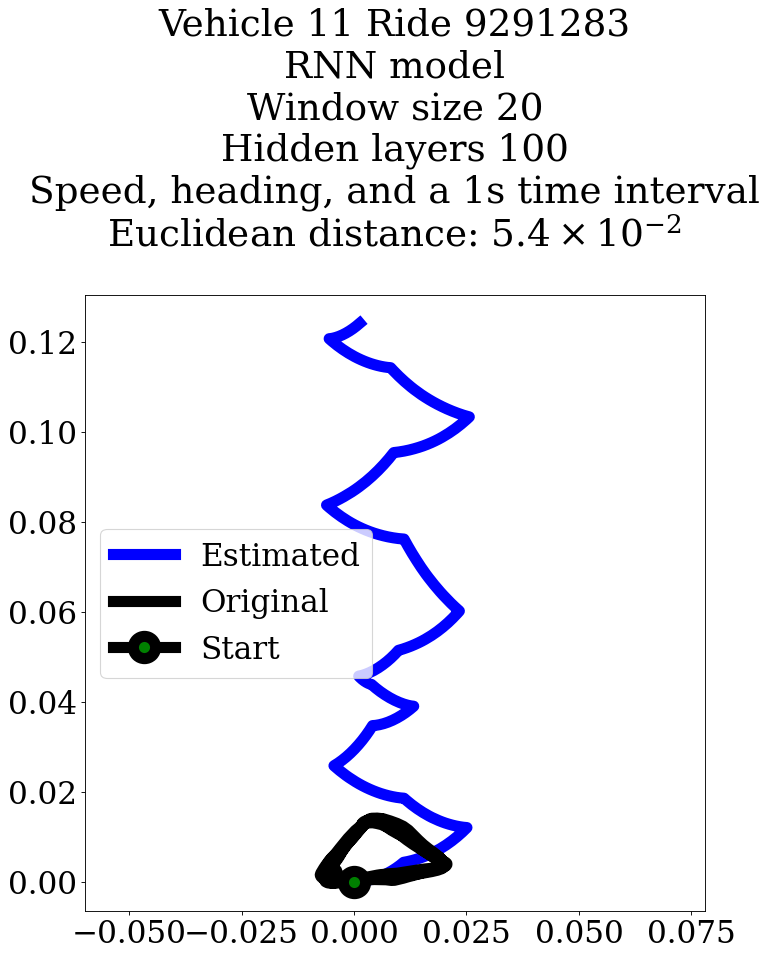 Vehicle 11 Ride 9291283
RNN model
Window size 20
Hidden layers 100
Speed, heading, and a 1s time interval
Euclidean distance: 5.4 × 10⁻²
0.12
0.10
0.08
0.06
0.04
0.02
0.00
Estimated
Original
Start
−0.050 −0.025 0.000 0.025 0.050 0.075